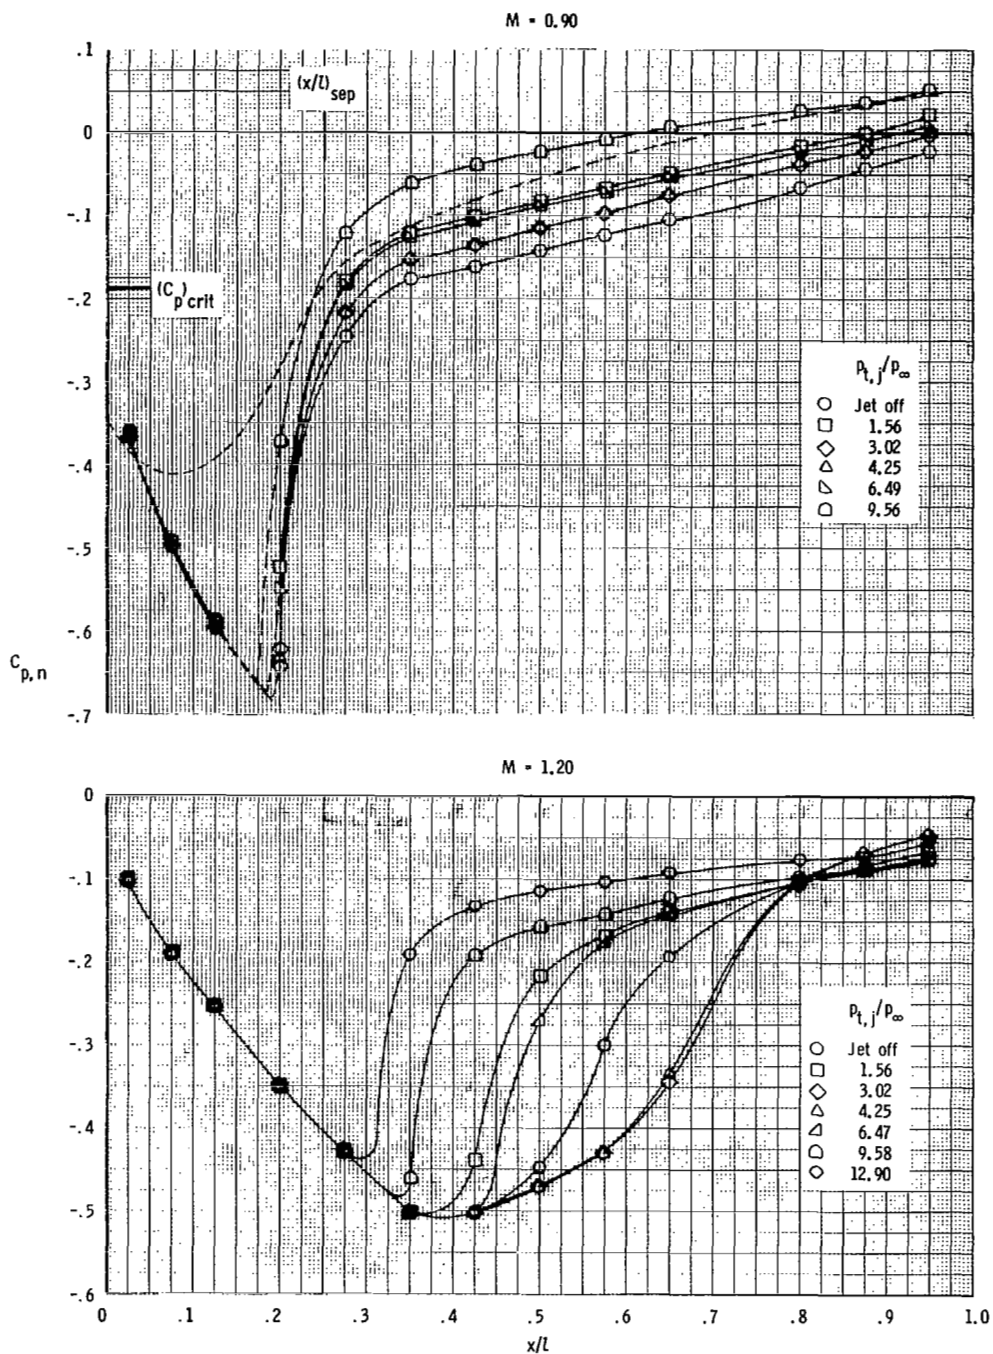 M = 0.90
.1
(x/l)sep
0
-.1
-.2
(Cp)crit
-.3
pt,j/p∞
Jet off
1.56
3.02
4.25
6.49
9.56
-.4
-.5
-.6
Cp,n
-.7
M = 1.20
0
-.1
-.2
-.3
pt,j/p∞
Jet off
1.56
3.02
4.25
6.47
9.58
12.90
-.4
-.5
-.6
0 .1 .2 .3 .4 .5 .6 .7 .8 .9 1.0
x/l